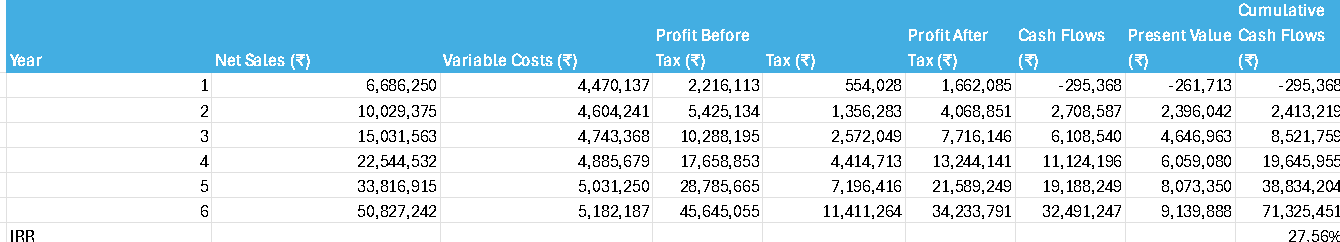 Cumulative
Profit Before Profit After Cash Flows Present Value Cash Flows
Year Net Sales (₹) Variable Costs (₹) Tax (₹) Tax (₹) Tax (₹) (₹) (₹) (₹)
1 6,686,250 4,470,137 2,216,113 554,028 1,662,085 -295,368 -261,713 -295,368
2 10,029,375 4,604,241 5,425,134 1,356,283 4,068,851 2,708,587 2,396,042 2,413,219
3 15,031,563 4,743,368 10,288,195 2,572,049 7,716,146 6,108,540 4,646,963 8,521,759
4 22,544,532 4,885,679 17,658,853 4,414,713 13,244,141 11,124,196 6,059,080 19,645,955
5 33,816,915 5,031,250 28,785,665 7,196,416 21,589,249 19,188,249 8,073,350 38,834,204
6 50,827,242 5,182,187 45,645,055 11,411,264 34,233,791 32,491,247 9,139,888 71,325,451
IRR 27.56%